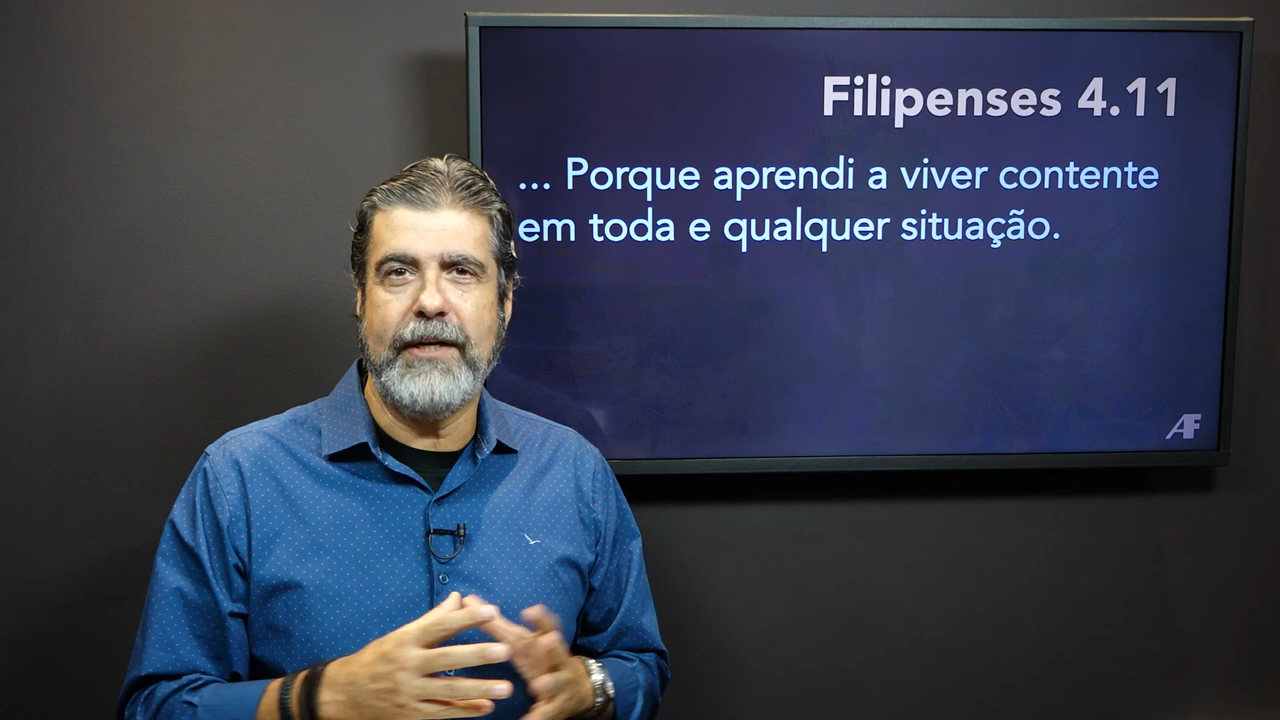 Filipenses 4.11
... Porque aprendi a viver contente
em toda e qualquer situação.
AF